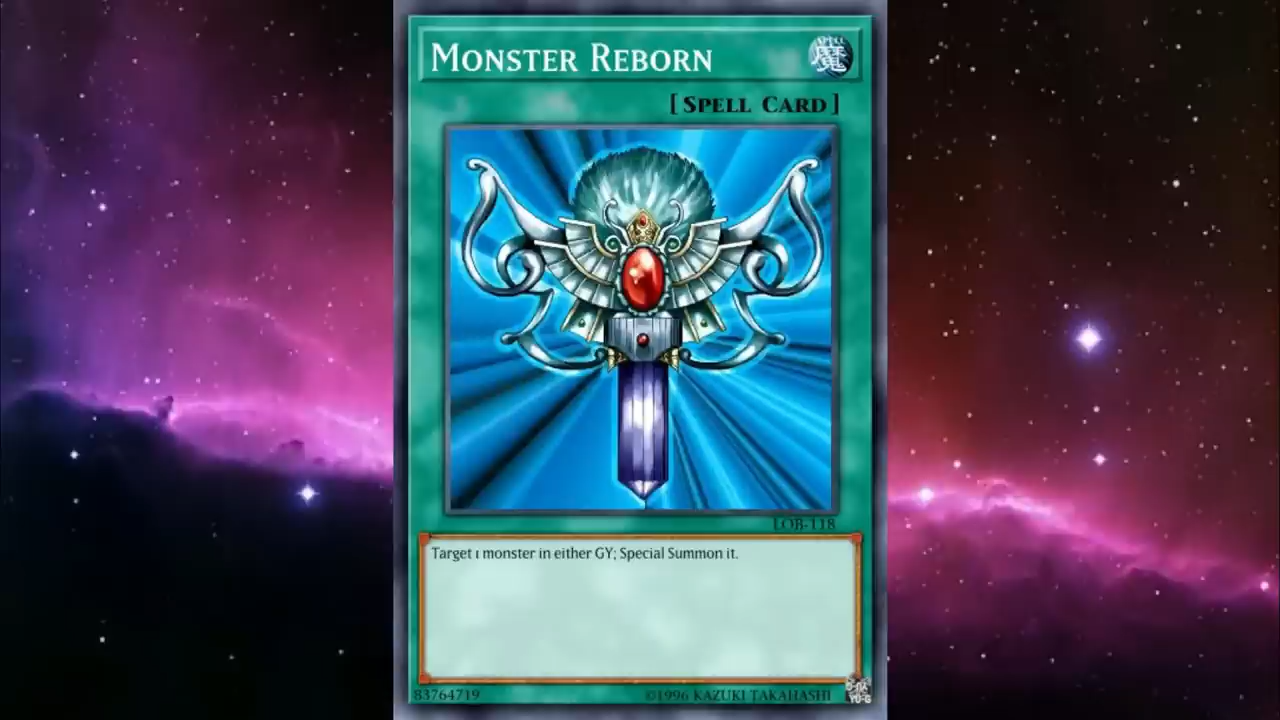 MONSTER REBORN
魔
[SPELL CARD]
LOB-118
Target 1 monster in either GY; Special Summon it.
83764719
©1996 KAZUKI TAKAHASHI